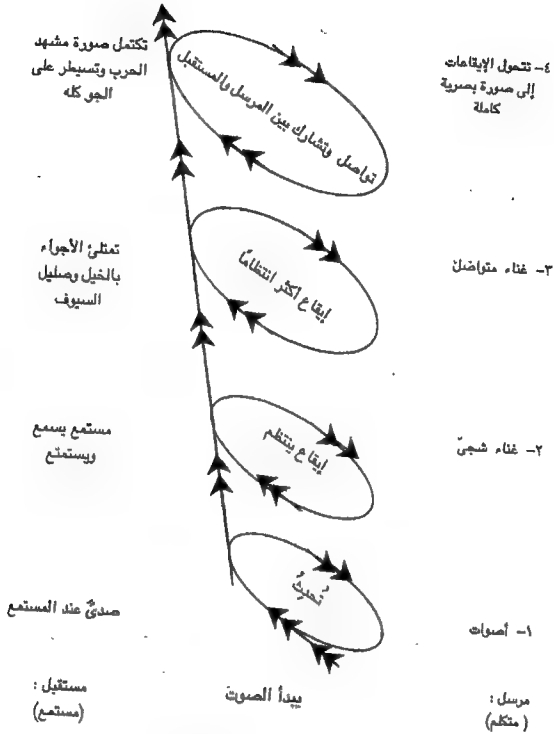 ٤- تتحول الإيقاعات
إلى صورة بصرية
كاملة
تواصل وتشارك بين المرسل والمستقبل
تكتمل صورة مشهد
الحرب وتسيطر على
الجو كله
٣- غناء متواصل
إيقاع أكثر انتظامًا
تمتلئ الأجواء
بالخيل وصليل
السيوف
٢- غناء شجيّ
إيقاع ينتظم
مستمع يسمع
ويستمتع
١- أصوات
تُحدِثُ
صدىً عند المستمع
مرسل :
(متكلم)
يبدأ الصوت
مستقبل :
(مستمع)